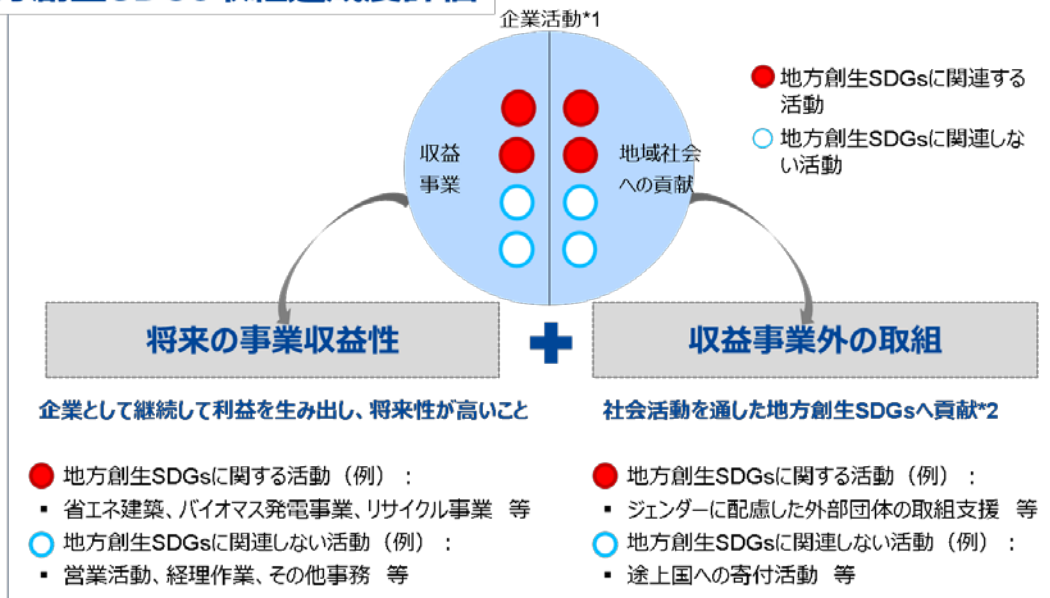 企業活動*1
地方創生SDGsに関連する
活動
地方創生SDGsに関連しな
い活動
収益
事業
地域社会
への貢献
将来の事業収益性
収益事業外の取組
企業として継続して利益を生み出し、将来性が高いこと
社会活動を通した地方創生SDGsへ貢献*2
地方創生SDGsに関する活動（例）：
▪ 省エネ建築、バイオマス発電事業、リサイクル事業 等
地方創生SDGsに関連しない活動（例）：
▪ 営業活動、経理作業、その他事務 等
地方創生SDGsに関する活動（例）：
▪ ジェンダーに配慮した外部団体の取組支援 等
地方創生SDGsに関連しない活動（例）：
▪ 途上国への寄付活動 等